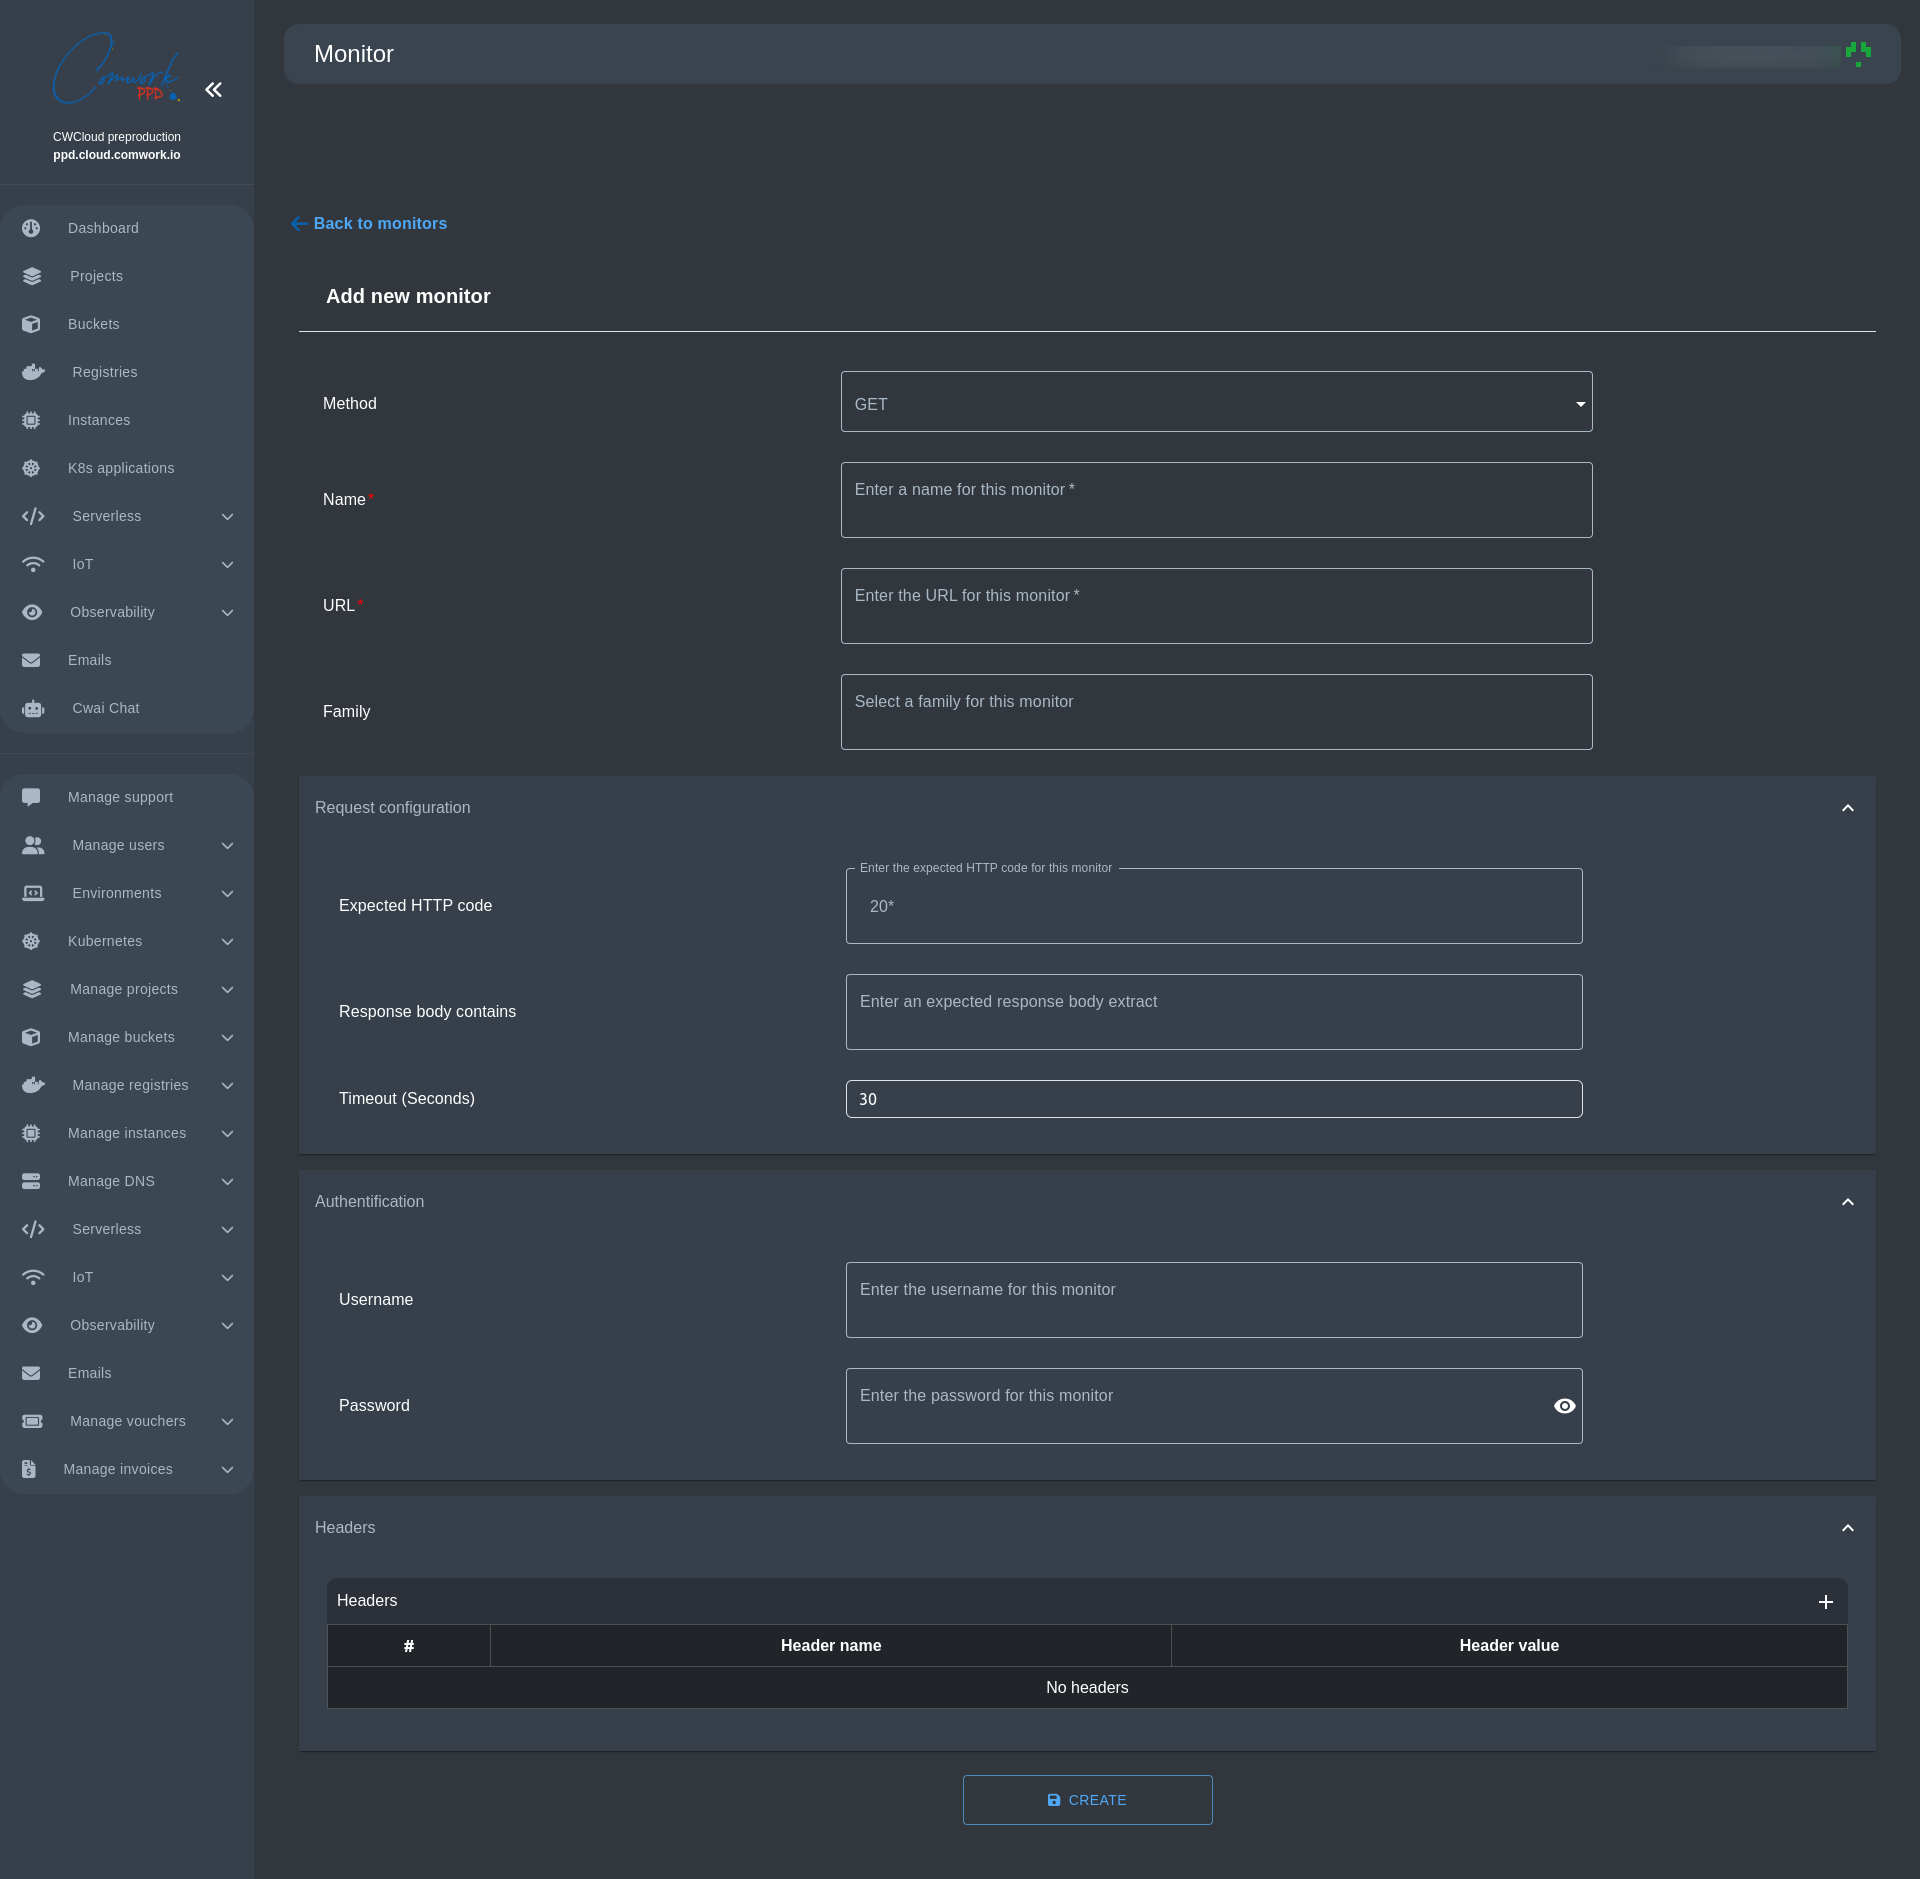 Comwork
PPD
CWCloud preproduction
ppd.cloud.comwork.io
Dashboard
Projects
Buckets
Registries
Instances
K8s applications
Serverless
IoT
Observability
Emails
Cwai Chat
Manage support
Manage users
Environments
Kubernetes
Manage projects
Manage buckets
Manage registries
Manage instances
Manage DNS
Serverless
IoT
Observability
Emails
Manage vouchers
Manage invoices
Monitor
Back to monitors
Add new monitor
Method
GET
Name*
Enter a name for this monitor *
URL*
Enter the URL for this monitor *
Family
Select a family for this monitor
Request configuration
Enter the expected HTTP code for this monitor
Expected HTTP code
20*
Response body contains
Enter an expected response body extract
Timeout (Seconds)
30
Authentification
Username
Enter the username for this monitor
Password
Enter the password for this monitor
Headers
Headers
# Header name Header value
No headers
CREATE